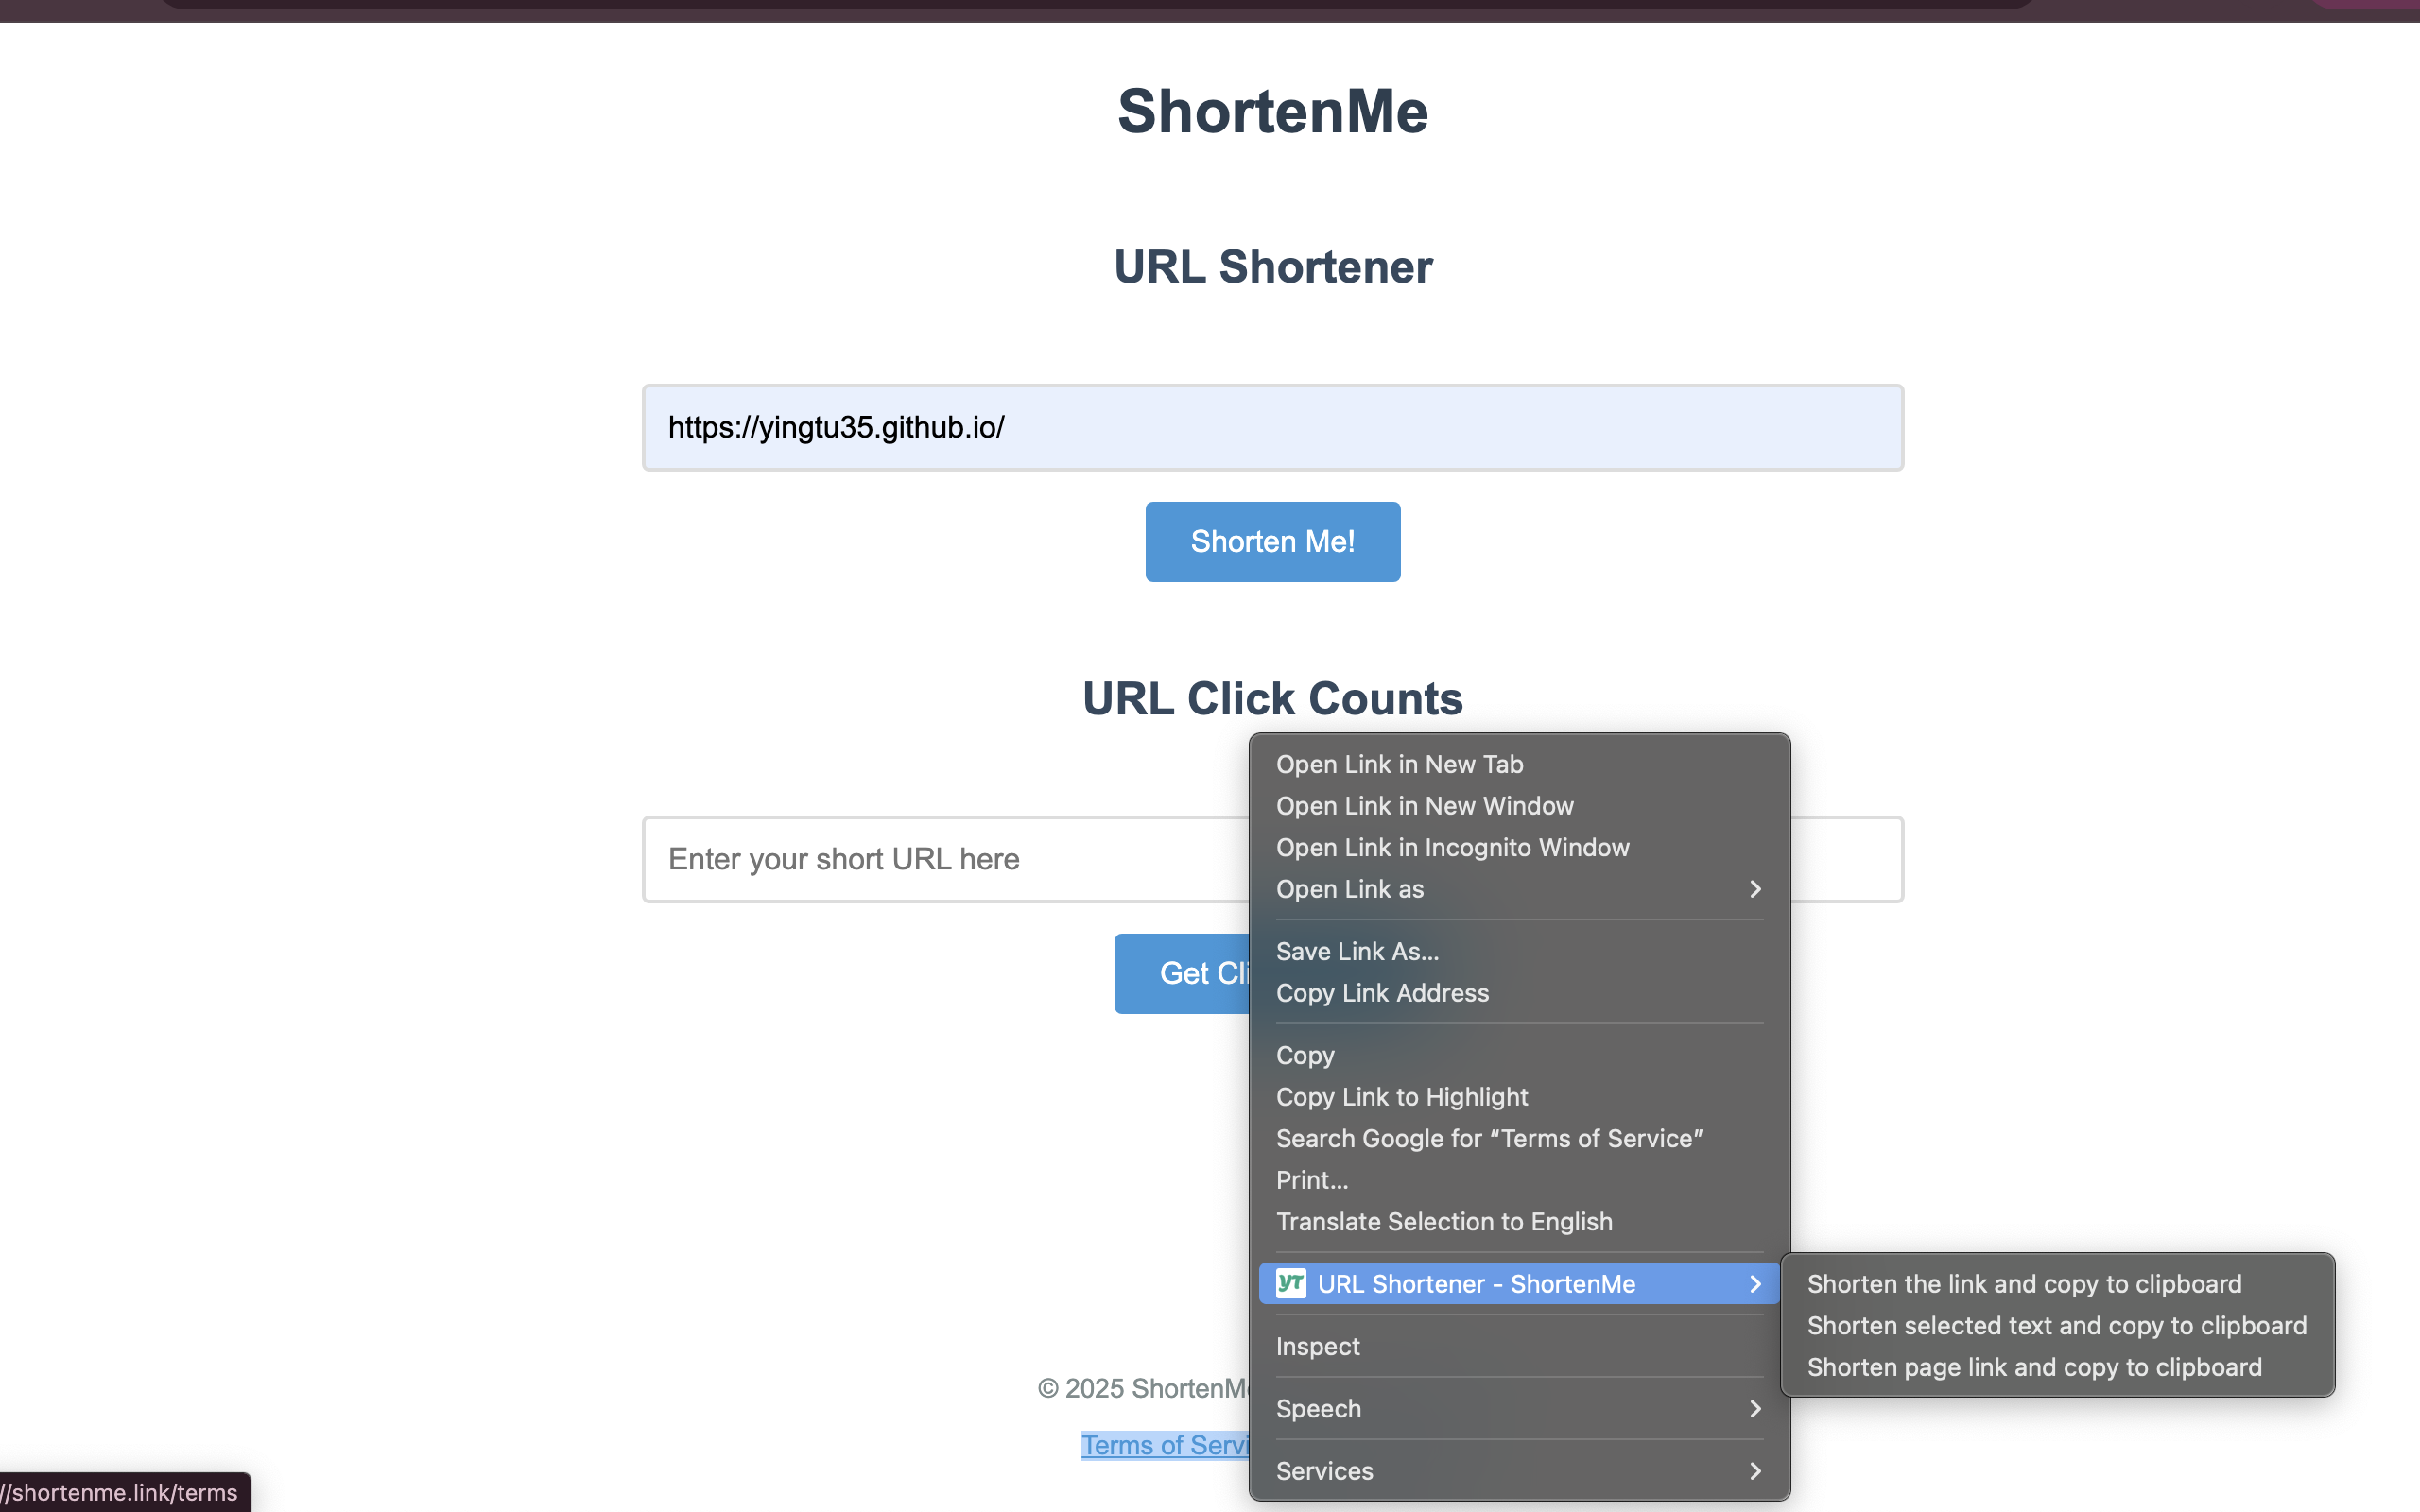 ShortenMe
URL Shortener
https://yingtu35.github.io/
Shorten Me!
URL Click Counts
Enter your short URL here
Get Cli
Open Link in New Tab
Open Link in New Window
Open Link in Incognito Window
Open Link as
Save Link As...
Copy Link Address
Copy
Copy Link to Highlight
Search Google for “Terms of Service”
Print...
Translate Selection to English
YT URL Shortener - ShortenMe
Shorten the link and copy to clipboard
Shorten selected text and copy to clipboard
Shorten page link and copy to clipboard
Inspect
Speech
Services
© 2025 ShortenMe
Terms of Servi
//shortenme.link/terms